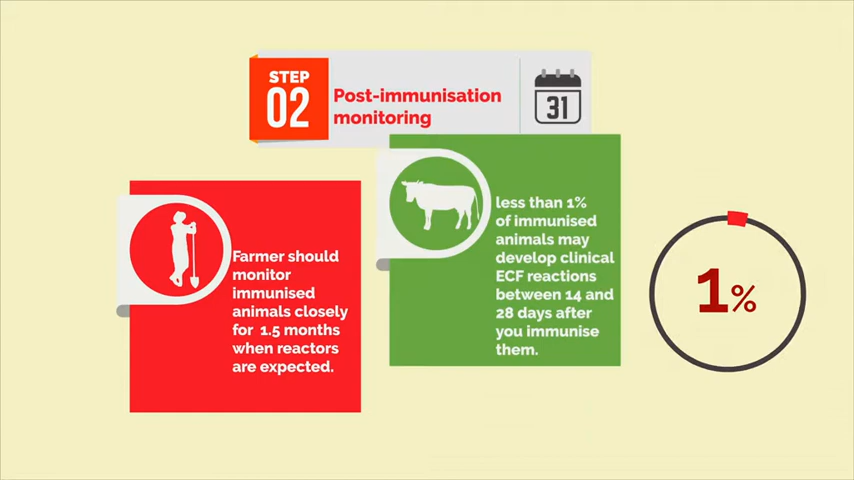 STEP
02
Post-immunisation
monitoring
31
Farmer should
monitor
immunised
animals closely
for 1.5 months
when reactors
are expected.
less than 1%
of immunised
animals may
develop clinical
ECF reactions
between 14 and
28 days after
you immunise
them.
1%